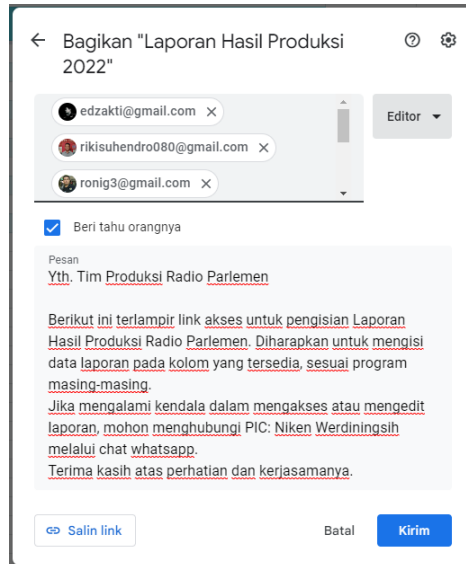 Bagikan "Laporan Hasil Produksi
2022"
edzakti@gmail.com
Editor
rikisuhendro080@gmail.com
ronig3@gmail.com
Beri tahu orangnya
Pesan
Yth. Tim Produksi Radio Parlemen
Berikut ini terlampir link akses untuk pengisian Laporan
Hasil Produksi Radio Parlemen. Diharapkan untuk mengisi
data laporan pada kolom yang tersedia, sesuai program
masing-masing.
Jika mengalami kendala dalam mengakses atau mengedit
laporan, mohon menghubungi PIC: Niken Werdiningsih
melalui chat whatsapp.
Terima kasih atas perhatian dan kerjasamanya.
Salin link
Batal
Kirim